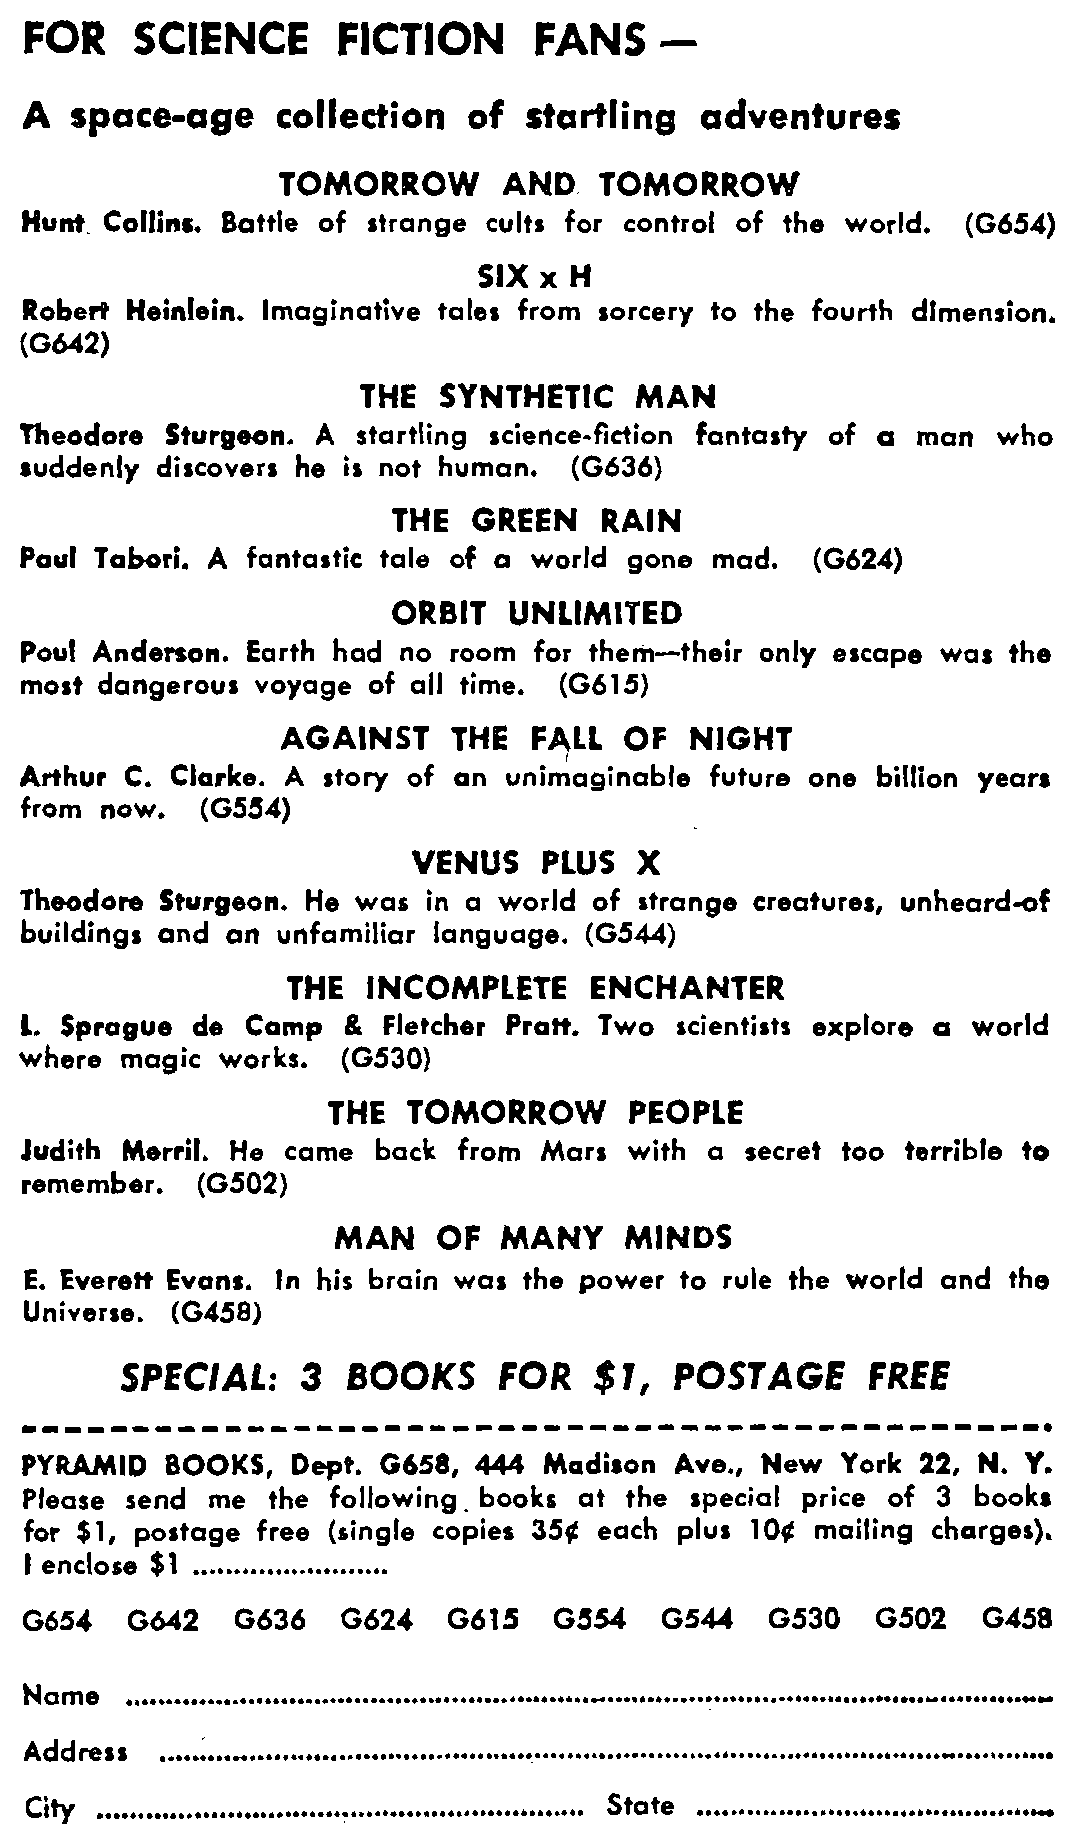 FOR SCIENCE FICTION FANS —
A space-age collection of startling adventures
TOMORROW AND TOMORROW
Hunt Collins. Battle of strange cults for control of the world. (G654)
SIX x H
Robert Heinlein. Imaginative tales from sorcery to the fourth dimension.
(G642)
THE SYNTHETIC MAN
Theodore Sturgeon. A startling science-fiction fantasty of a man who
suddenly discovers he is not human. (G636)
THE GREEN RAIN
Paul Tabori. A fantastic tale of a world gone mad. (G624)
ORBIT UNLIMITED
Poul Anderson. Earth had no room for them—their only escape was the
most dangerous voyage of all time. (G615)
AGAINST THE FALL OF NIGHT
Arthur C. Clarke. A story of an unimaginable future one billion years
from now. (G554)
VENUS PLUS X
Theodore Sturgeon. He was in a world of strange creatures, unheard-of
buildings and an unfamiliar language. (G544)
THE INCOMPLETE ENCHANTER
L. Sprague de Camp & Fletcher Pratt. Two scientists explore a world
where magic works. (G530)
THE TOMORROW PEOPLE
Judith Merril. He came back from Mars with a secret too terrible to
remember. (G502)
MAN OF MANY MINDS
E. Everett Evans. In his brain was the power to rule the world and the
Universe. (G458)
SPECIAL: 3 BOOKS FOR $1, POSTAGE FREE
PYRAMID BOOKS, Dept. G658, 444 Madison Ave., New York 22, N. Y.
Please send me the following books at the special price of 3 books
for $1, postage free (single copies 35¢ each plus 10¢ mailing charges).
I enclose $1 ........................
G654 G642 G636 G624 G615 G554 G544 G530 G502 G458
Name ........................
Address ........................
City ........................ State ........................